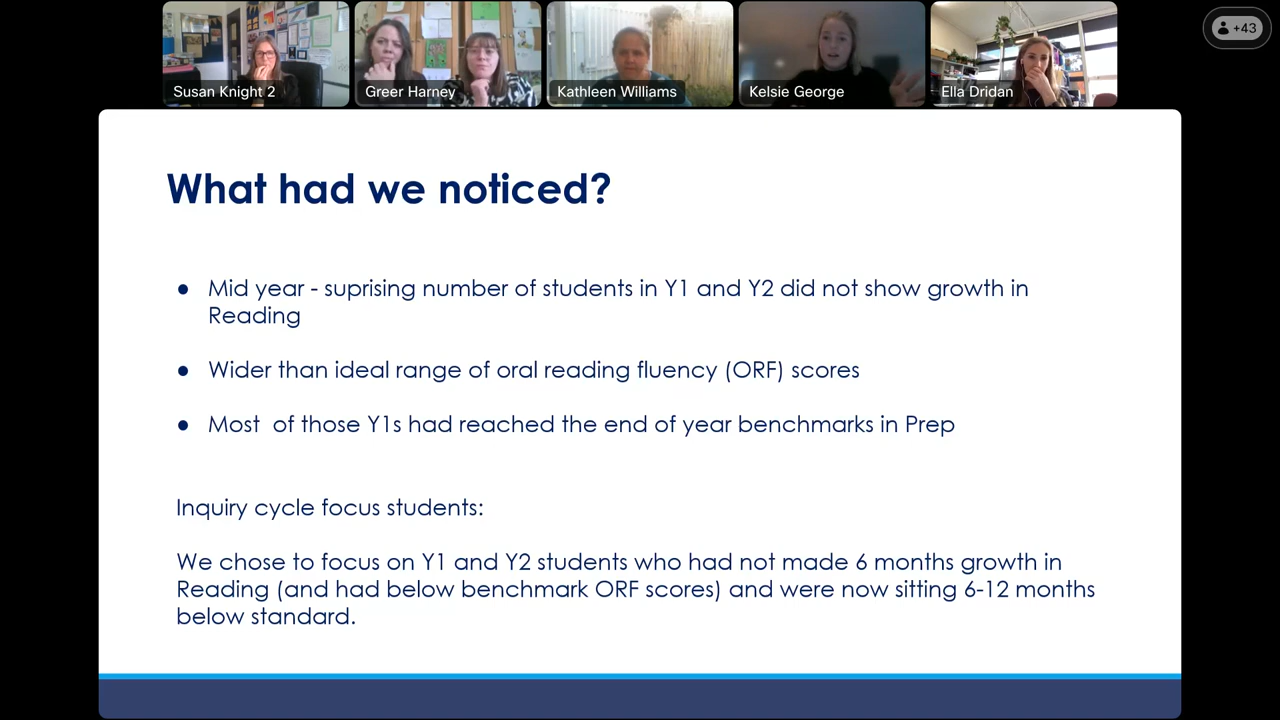 Susan Knight 2
Greer Harney
Kathleen Williams
Kelsie George
Ella Dridan
+43
What had we noticed?
● Mid year - suprising number of students in Y1 and Y2 did not show growth in
Reading
● Wider than ideal range of oral reading fluency (ORF) scores
● Most  of those Y1s had reached the end of year benchmarks in Prep
Inquiry cycle focus students:
We chose to focus on Y1 and Y2 students who had not made 6 months growth in
Reading (and had below benchmark ORF scores) and were now sitting 6-12 months
below standard.